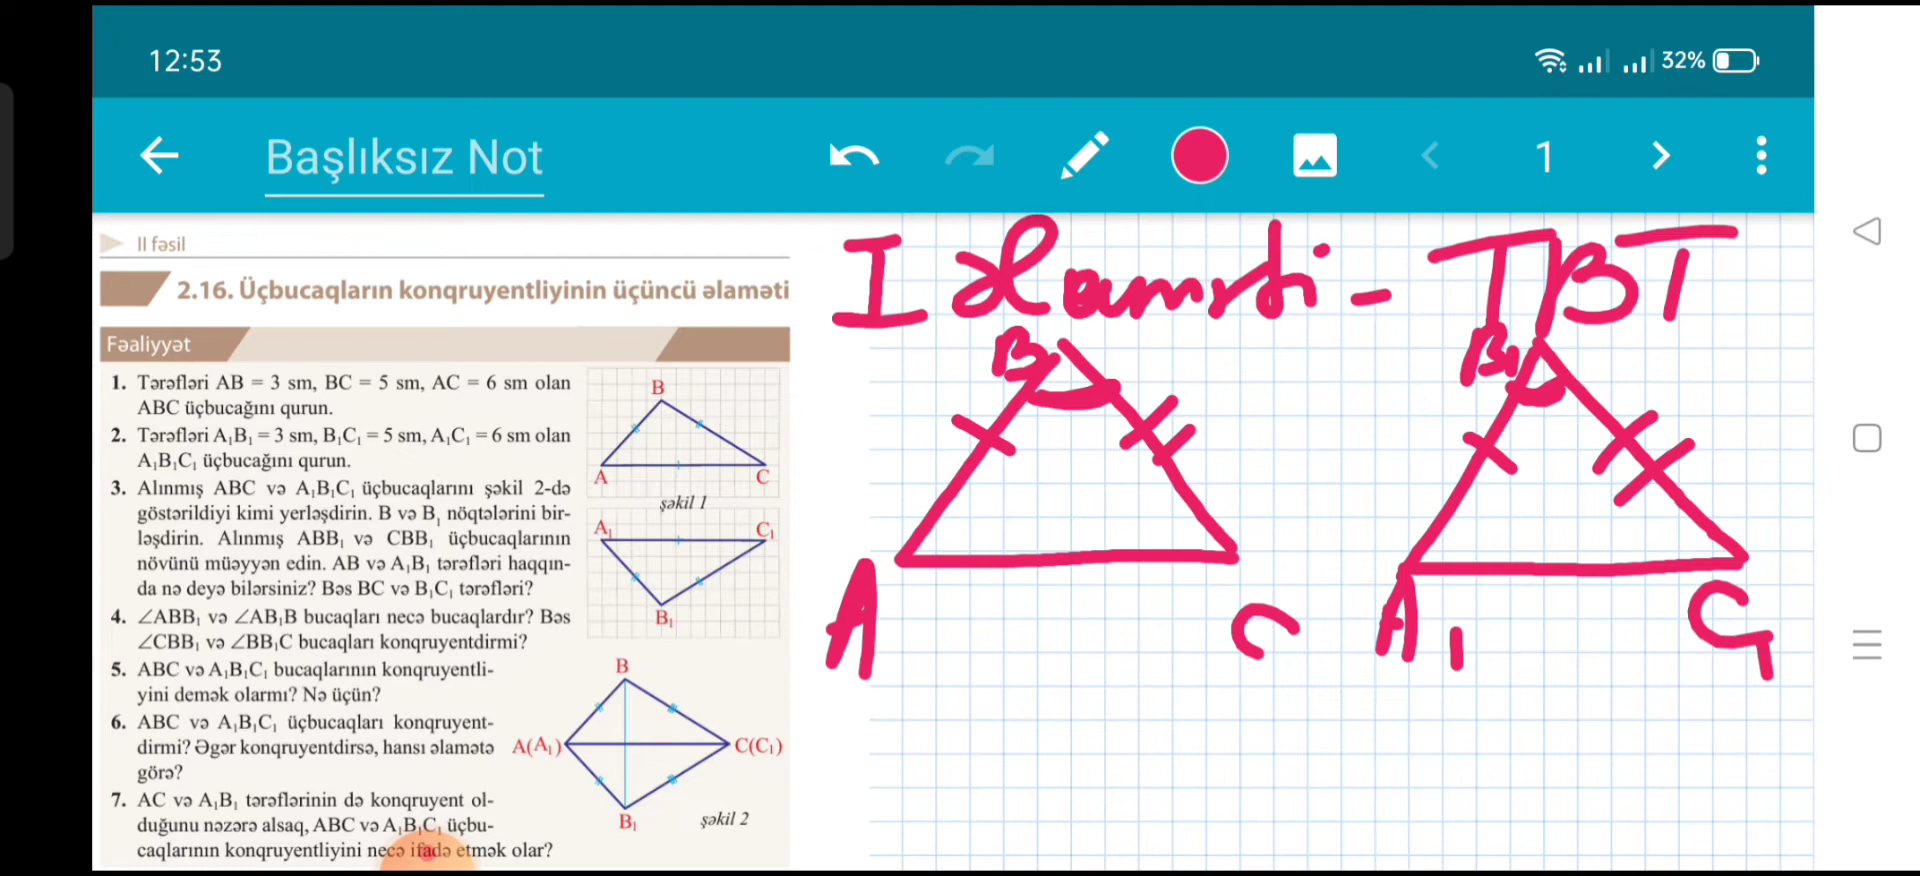 12:53
32%
Başlıksız Not
1
II fəsil
2.16. Üçbucaqların konqruyentliyinin üçüncü əlaməti
Fəaliyyət
1. Tərəfləri AB = 3 sm, BC = 5 sm, AC = 6 sm olan
ABC üçbucağını qurun.
2. Tərəfləri A₁B₁ = 3 sm, B₁C₁ = 5 sm, A₁C₁ = 6 sm olan
A₁B₁C₁ üçbucağını qurun.
3. Alınmış ABC və A₁B₁C₁ üçbucaqlarını şəkil 2-də
göstərildiyi kimi yerləşdirin. B və B₁ nöqtələrini bir-
ləşdirin. Alınmış ABB₁ və CBB₁ üçbucaqlarının
növünü müəyyən edin. AB və A₁B₁ tərəfləri haqqın-
da nə deyə bilərsiniz? Bəs BC və B₁C₁ tərəfləri?
4. ∠ABB₁ və ∠AB₁B bucaqları necə bucaqlardır? Bəs
∠CBB₁ və ∠BB₁C bucaqları konqruyentdirmi?
5. ABC və A₁B₁C₁ bucaqlarının konqruyentli-
yini demək olarmı? Nə üçün?
6. ABC və A₁B₁C₁ üçbucaqları konqruyent-
dirmi? Əgər konqruyentdirsə, hansı əlamətə
görə?
7. AC və A₁B₁ tərəflərinin də konqruyent ol-
duğunu nəzərə alsaq, ABC və A₁B₁C₁ üçbu-
caqlarının konqruyentliyini necə ifadə etmək olar?
B
A
C
şəkil 1
A₁
C₁
B₁
B
A(A₁)
C(C₁)
B₁
şəkil 2
I əlaməti - TBT
B
B₁
A
C
A₁
C₁